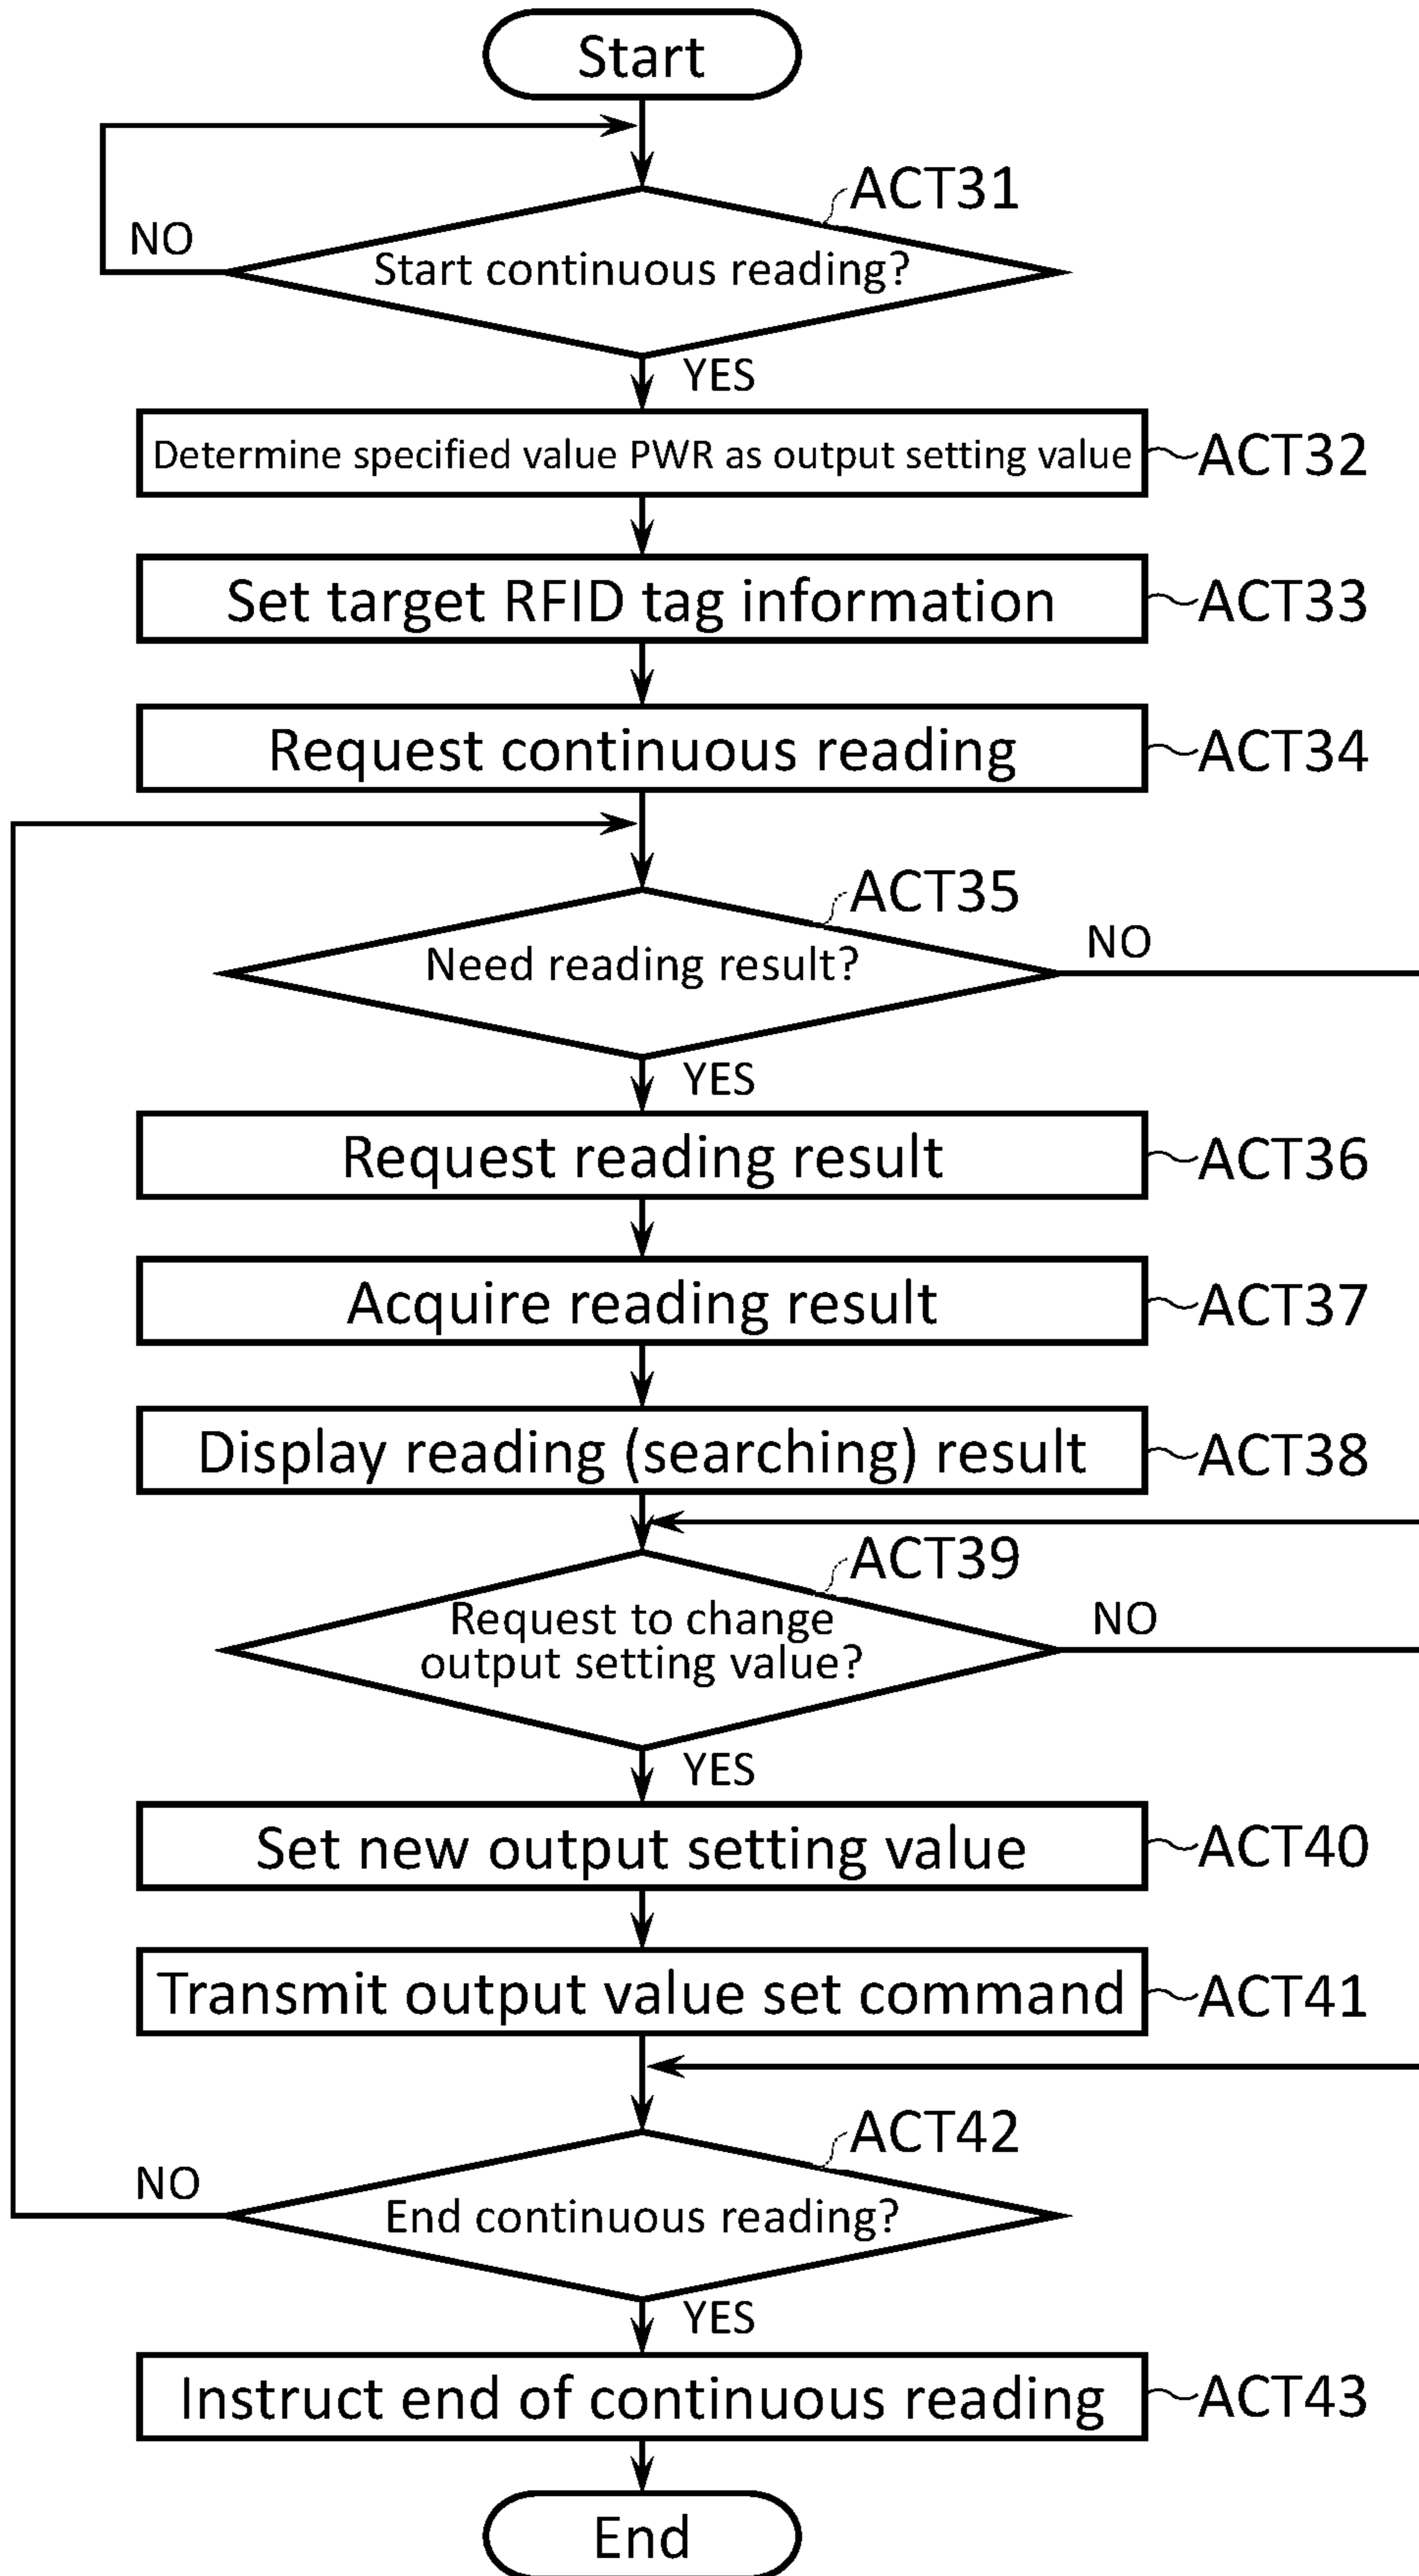 Start
ACT31
NO
Start continuous reading?
YES
Determine specified value PWR as output setting value
ACT32
Set target RFID tag information
ACT33
Request continuous reading
ACT34
ACT35
NO
Need reading result?
YES
Request reading result
ACT36
Acquire reading result
ACT37
Display reading (searching) result
ACT38
ACT39
Request to change
output setting value?
NO
YES
Set new output setting value
ACT40
Transmit output value set command
ACT41
ACT42
NO
End continuous reading?
YES
Instruct end of continuous reading
ACT43
End